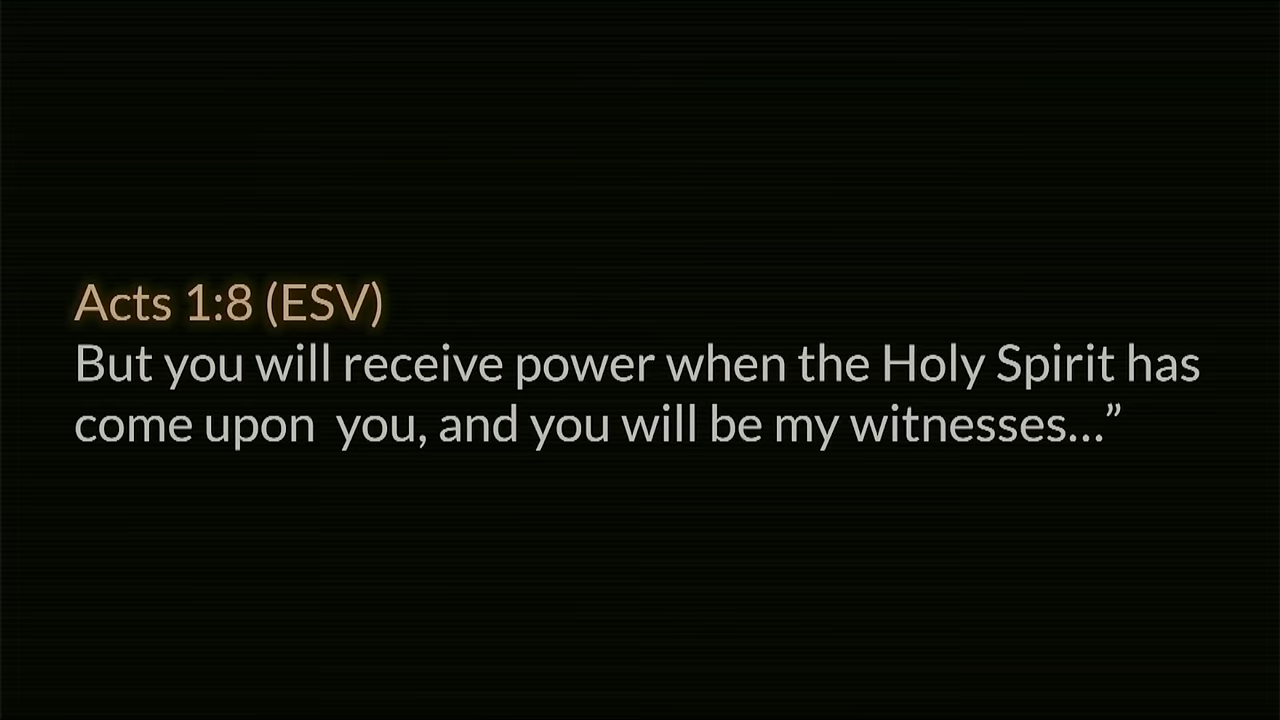 Acts 1:8 (ESV)
But you will receive power when the Holy Spirit has
come upon  you, and you will be my witnesses...”